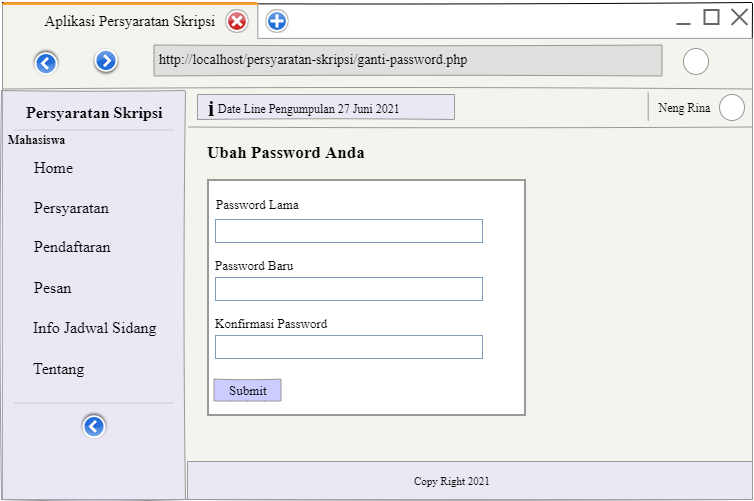 Aplikasi Persyaratan Skripsi
http://localhost/persyaratan-skripsi/ganti-password.php
Persyaratan Skripsi
Mahasiswa
Home
Persyaratan
Pendaftaran
Pesan
Info Jadwal Sidang
Tentang
i Date Line Pengumpulan 27 Juni 2021
Neng Rina
Ubah Password Anda
Password Lama
Password Baru
Konfirmasi Password
Submit
Copy Right 2021